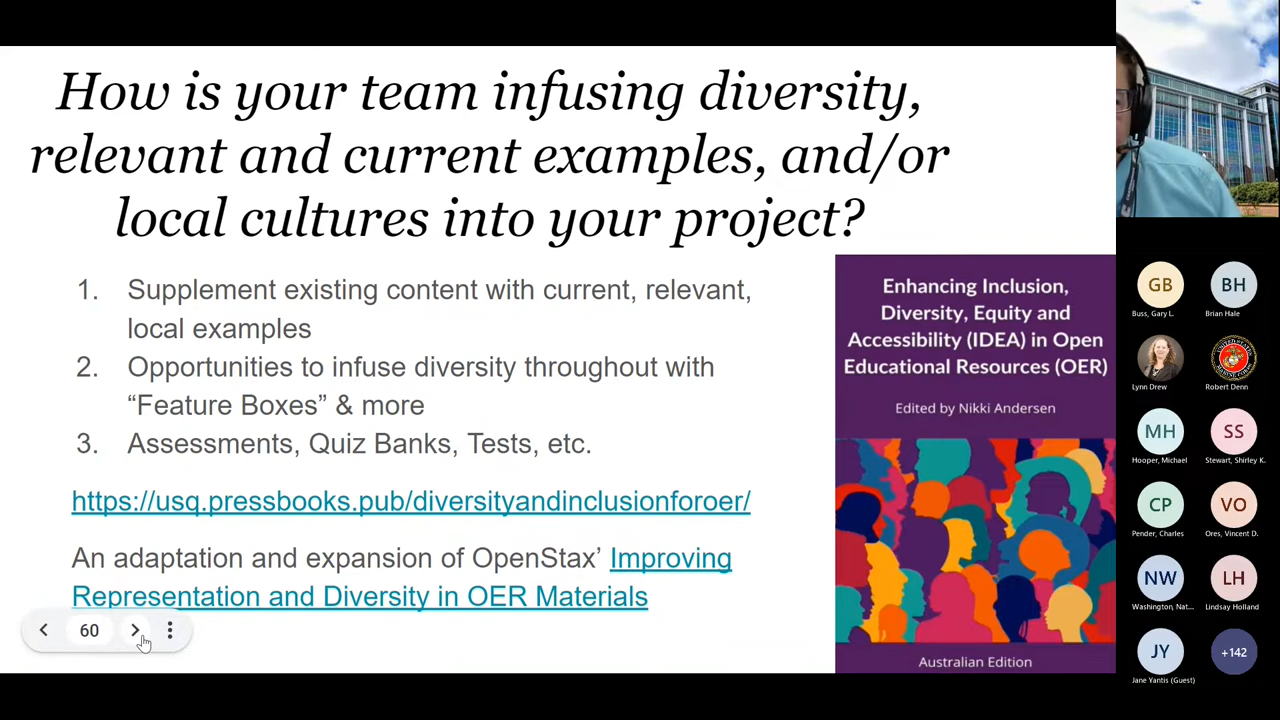 How is your team infusing diversity,
relevant and current examples, and/or
local cultures into your project?
1. Supplement existing content with current, relevant,
local examples
2. Opportunities to infuse diversity throughout with
“Feature Boxes” & more
3. Assessments, Quiz Banks, Tests, etc.
https://usq.pressbooks.pub/diversityandinclusionforoer/
An adaptation and expansion of OpenStax’ Improving
Representation and Diversity in OER Materials
60
Enhancing Inclusion,
Diversity, Equity and
Accessibility (IDEA) in Open
Educational Resources (OER)
Edited by Nikki Andersen
Australian Edition
GB
Buss, Gary L.
BH
Brian Hale
Lynn Drew
Robert Denn
MH
Hooper, Michael
SS
Stewart, Shirley K.
CP
Pender, Charles
VO
Ores, Vincent D.
NW
Washington, Nat...
LH
Lindsay Holland
JY
Jane Yantis (Guest)
+142